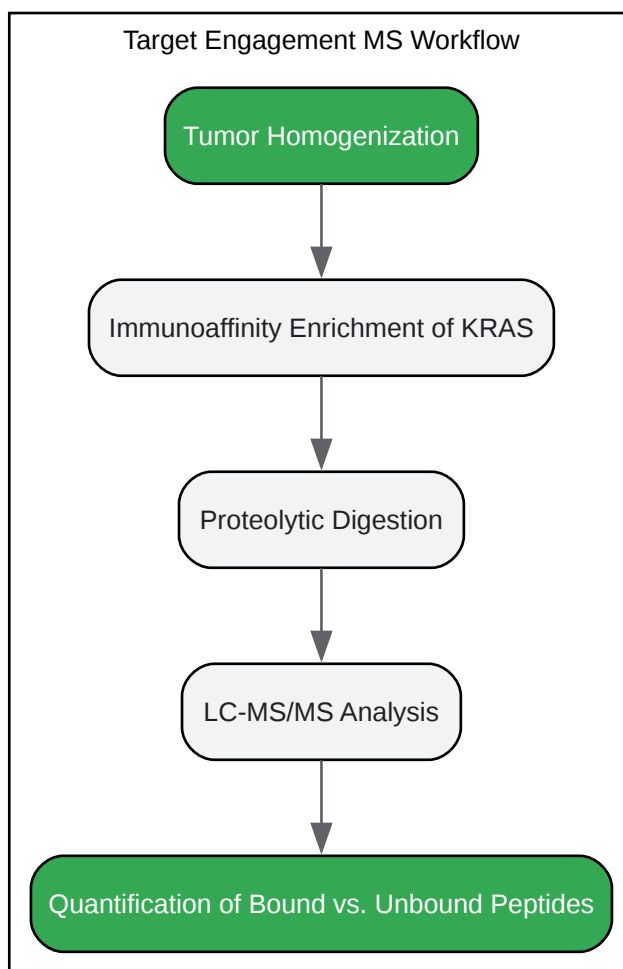 Target Engagement MS Workflow
Tumor Homogenization
Immunoaffinity Enrichment of KRAS
Proteolytic Digestion
LC-MS/MS Analysis
Quantification of Bound vs. Unbound Peptides